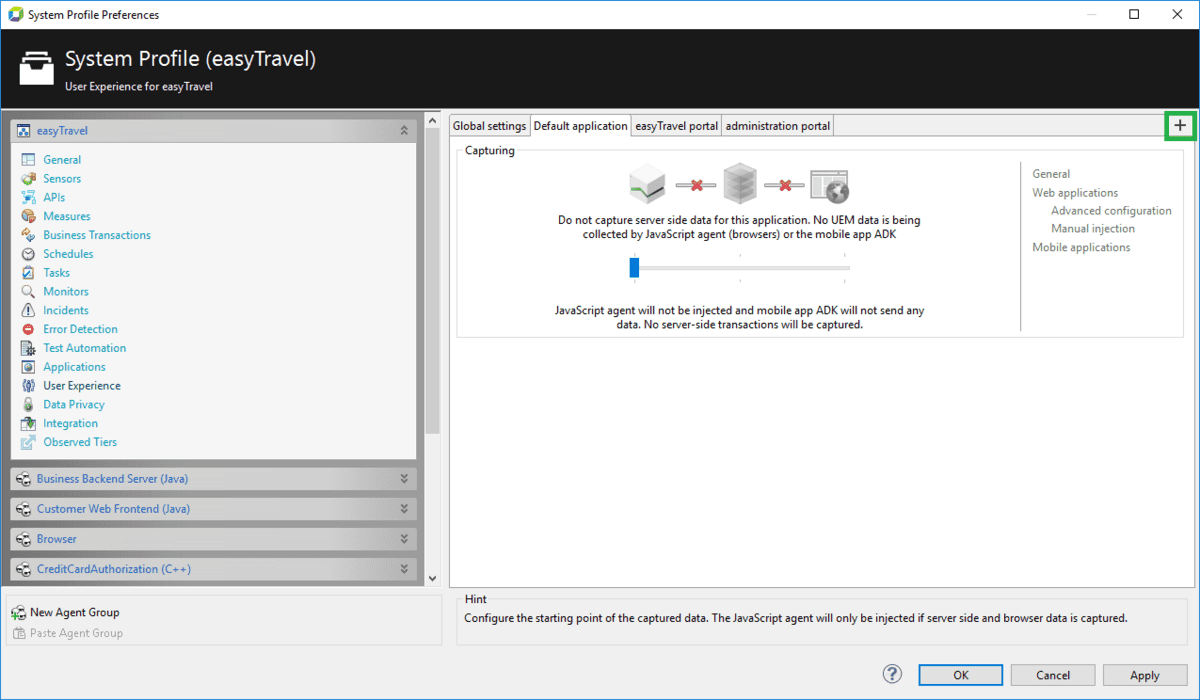 System Profile Preferences
System Profile (easyTravel)
User Experience for easyTravel
easyTravel
General
Sensors
APIs
Measures
Business Transactions
Schedules
Tasks
Monitors
Incidents
Error Detection
Test Automation
Applications
User Experience
Data Privacy
Integration
Observed Tiers
Business Backend Server (Java)
Customer Web Frontend (Java)
Browser
CreditCardAuthorization (C++)
New Agent Group
Paste Agent Group
Global settings Default application easyTravel portal administration portal +
Capturing
Do not capture server side data for this application. No UEM data is being
collected by JavaScript agent (browsers) or the mobile app ADK
JavaScript agent will not be injected and mobile app ADK will not send any
data. No server-side transactions will be captured.
General
Web applications
Advanced configuration
Manual injection
Mobile applications
Hint
Configure the starting point of the captured data. The JavaScript agent will only be injected if server side and browser data is captured.
? OK Cancel Apply